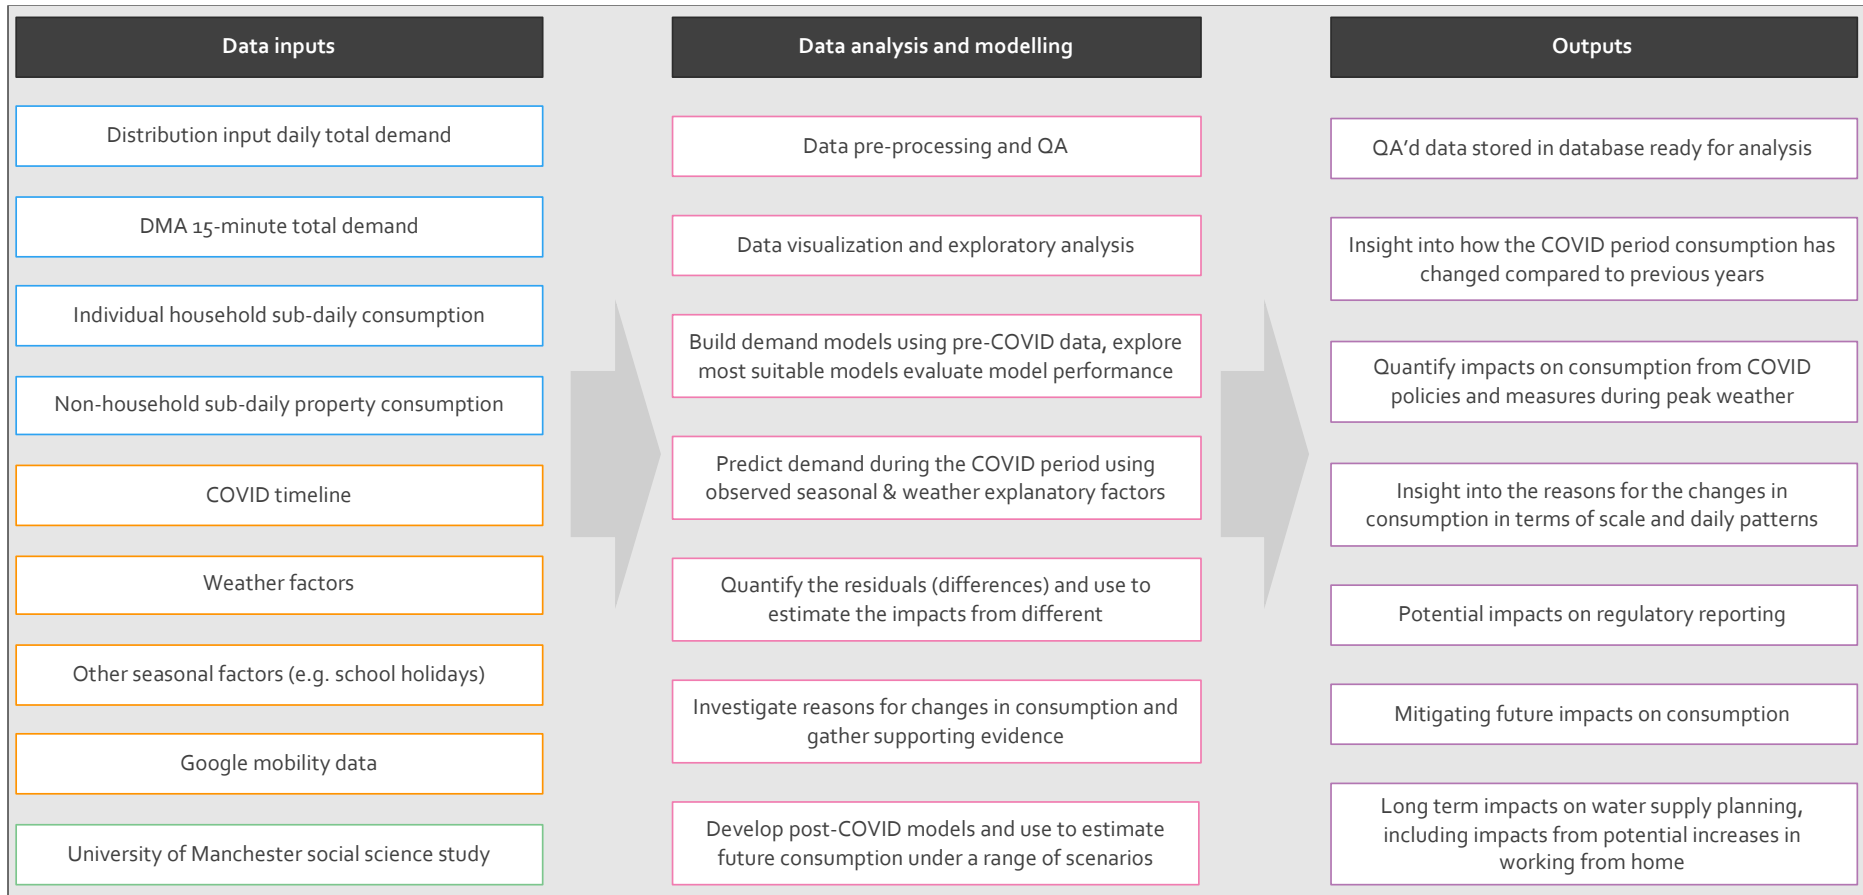 Data inputs
Distribution input daily total demand
DMA 15-minute total demand
Individual household sub-daily consumption
Non-household sub-daily property consumption
COVID timeline
Weather factors
Other seasonal factors (e.g. school holidays)
Google mobility data
University of Manchester social science study
Data analysis and modelling
Data pre-processing and QA
Data visualization and exploratory analysis
Build demand models using pre-COVID data, explore
most suitable models evaluate model performance
Predict demand during the COVID period using
observed seasonal & weather explanatory factors
Quantify the residuals (differences) and use to
estimate the impacts from different
Investigate reasons for changes in consumption and
gather supporting evidence
Develop post-COVID models and use to estimate
future consumption under a range of scenarios
Outputs
QA'd data stored in database ready for analysis
Insight into how the COVID period consumption has
changed compared to previous years
Quantify impacts on consumption from COVID
policies and measures during peak weather
Insight into the reasons for the changes in
consumption in terms of scale and daily patterns
Potential impacts on regulatory reporting
Mitigating future impacts on consumption
Long term impacts on water supply planning,
including impacts from potential increases in
working from home